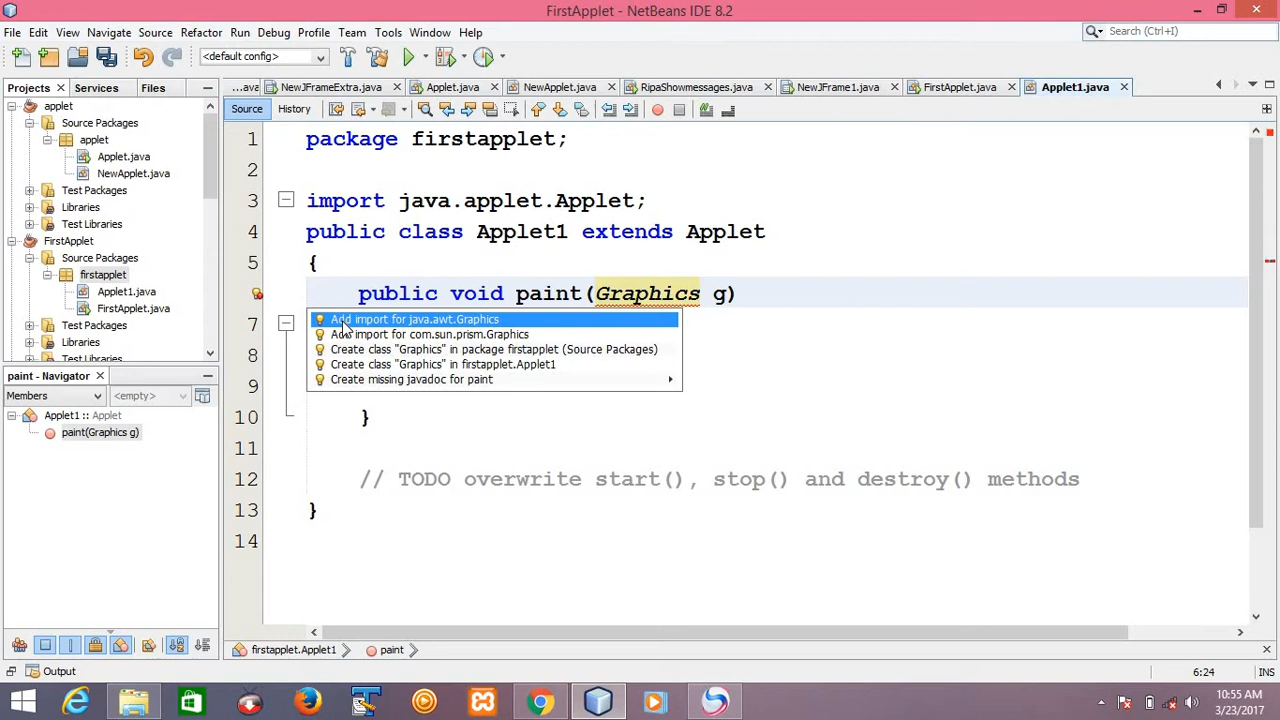 FirstApplet - NetBeans IDE 8.2
File Edit View Navigate Source Refactor Run Debug Profile Team Tools Window Help
Search (Ctrl+I)
<default config>
Projects Services Files
...ava NewJFrameExtra.java Applet.java NewApplet.java RipaShowmessages.java NewJFrame1.java FirstApplet.java Applet1.java
Source History
applet
Source Packages
applet
Applet.java
NewApplet.java
Test Packages
Libraries
Test Libraries
FirstApplet
Source Packages
firstapplet
Applet1.java
FirstApplet.java
Test Packages
Libraries
Test Libraries
paint - Navigator
Members <empty>
Applet1 :: Applet
paint(Graphics g)
1 package firstapplet;
2
3 import java.applet.Applet;
4 public class Applet1 extends Applet
5 {
public void paint(Graphics g)
7
8
9
10 }
11
12 // TODO overwrite start(), stop() and destroy() methods
13 }
14
Add import for java.awt.Graphics
Add import for com.sun.prism.Graphics
Create class "Graphics" in package firstapplet (Source Packages)
Create class "Graphics" in firstapplet.Applet1
Create missing javadoc for paint
firstapplet.Applet1 paint
Output
6:24 INS
10:55 AM
3/23/2017